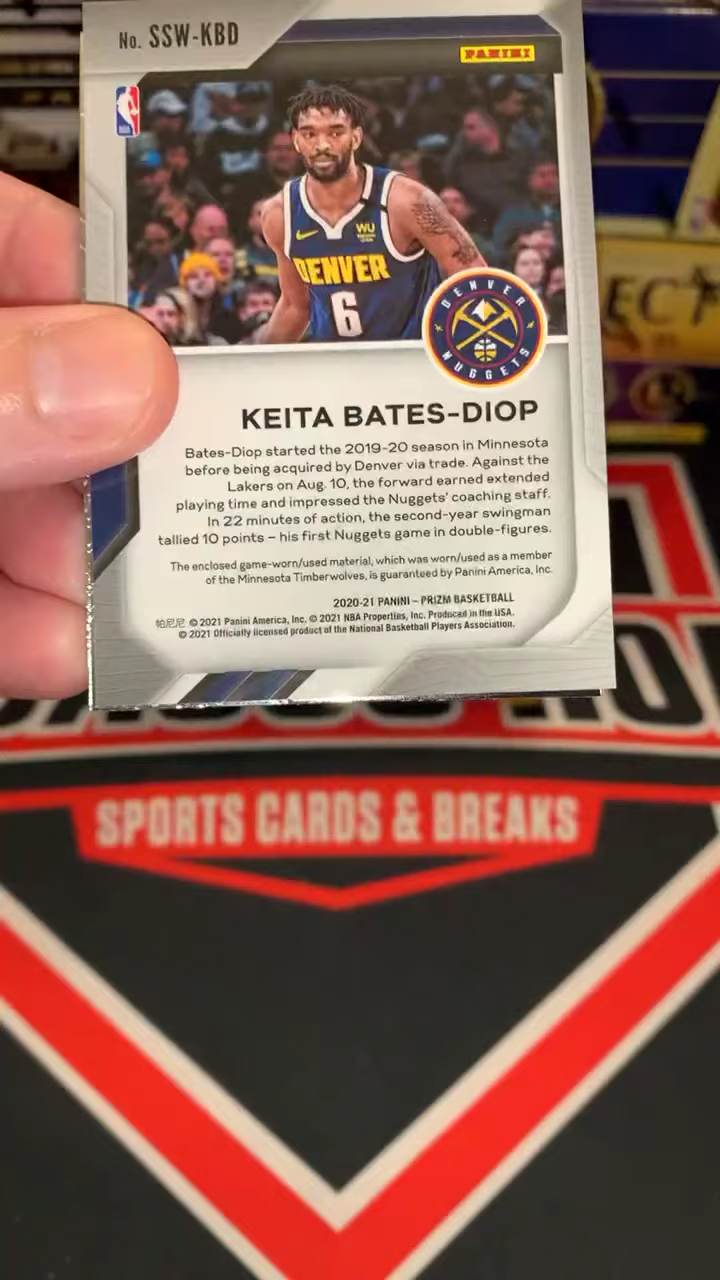 No. SSW-KBD
PANINI
NBA
WU
DENVER
6
DENVER
NUGGETS
KEITA BATES-DIOP
Bates-Diop started the 2019-20 season in Minnesota
before being acquired by Denver via trade. Against the
Lakers on Aug. 10, the forward earned extended
playing time and impressed the Nuggets' coaching staff.
In 22 minutes of action, the second-year swingman
tallied 10 points – his first Nuggets game in double-figures.
The enclosed game-worn/used material, which was worn/used as a member
of the Minnesota Timberwolves, is guaranteed by Panini America, Inc.
2020-21 PANINI – PRIZM BASKETBALL
帕尼尼 © 2021 Panini America, Inc. © 2021 NBA Properties, Inc. Produced in the USA.
© 2021 Officially licensed product of the National Basketball Players Association.
SPORTS CARDS & BREAKS